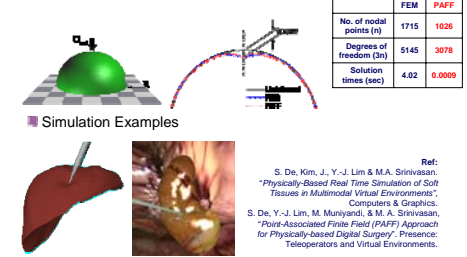 FEM PAFF
No. of nodal
points (n) 1715 1026
Degrees of
freedom (3n) 5145 3078
Solution
times (sec) 4.02 0.0009
Simulation Examples
Ref:
S. De, Kim, J., Y.-J. Lim & M.A. Srinivasan.
“Physically-Based Real Time Simulation of Soft
Tissues in Multimodal Virtual Environments”,
Computers & Graphics.
S. De, Y.-J. Lim, M. Muniyandi, & M. A. Srinivasan,
“Point-Associated Finite Field (PAFF) Approach
for Physically-based Digital Surgery”. Presence:
Teleoperators and Virtual Environments.